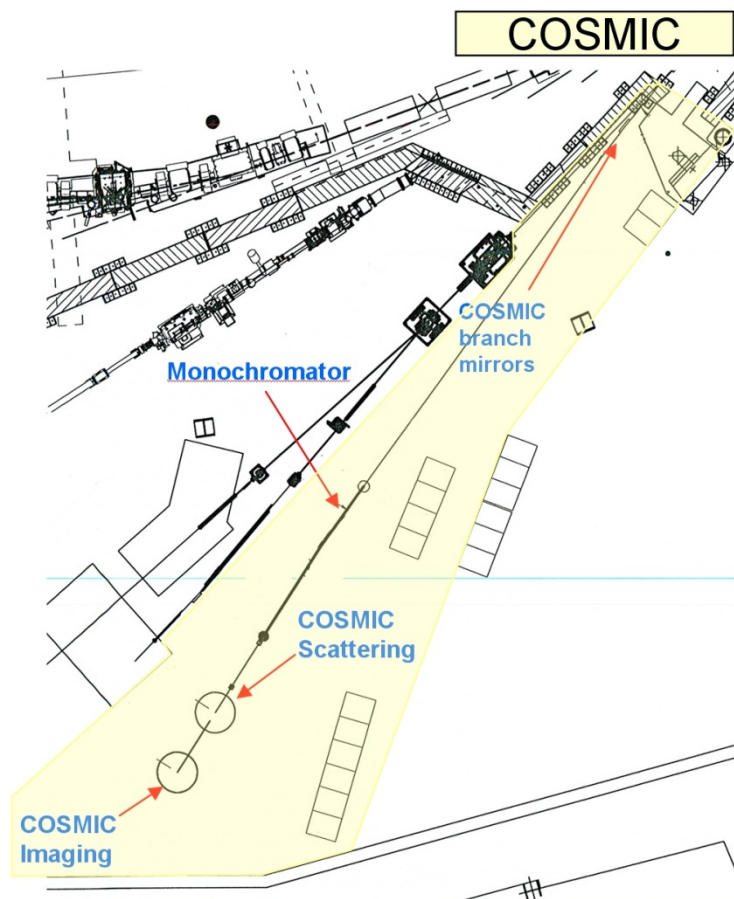 COSMIC
COSMIC
branch
mirrors
Monochromator
COSMIC
Scattering
COSMIC
Imaging